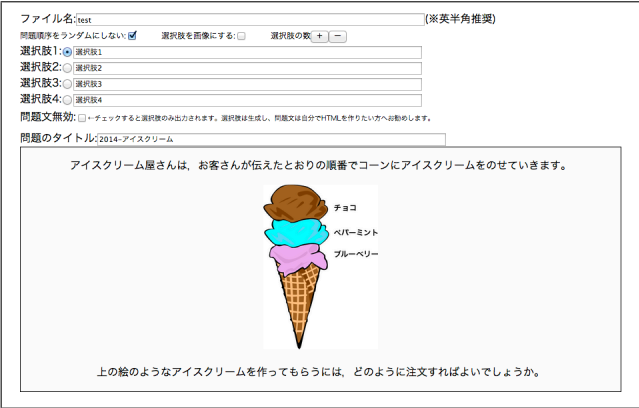 ファイル名:test(※英半角推奨)
問題順序をランダムにしない: 選択肢を画像にする: 選択肢の数 + −
選択肢1: 選択肢1
選択肢2: 選択肢2
選択肢3: 選択肢3
選択肢4: 選択肢4
問題文無効: ←チェックすると選択肢のみ出力されます。選択肢は生成し、問題文は自分でHTMLを作りたい方へお勧めします。
問題のタイトル:2014-アイスクリーム
アイスクリーム屋さんは，お客さんが伝えたとおりの順番でコーンにアイスクリームをのせていきます。
チョコ
ペパーミント
ブルーベリー
上の絵のようなアイスクリームを作ってもらうには，どのように注文すればよいでしょうか。